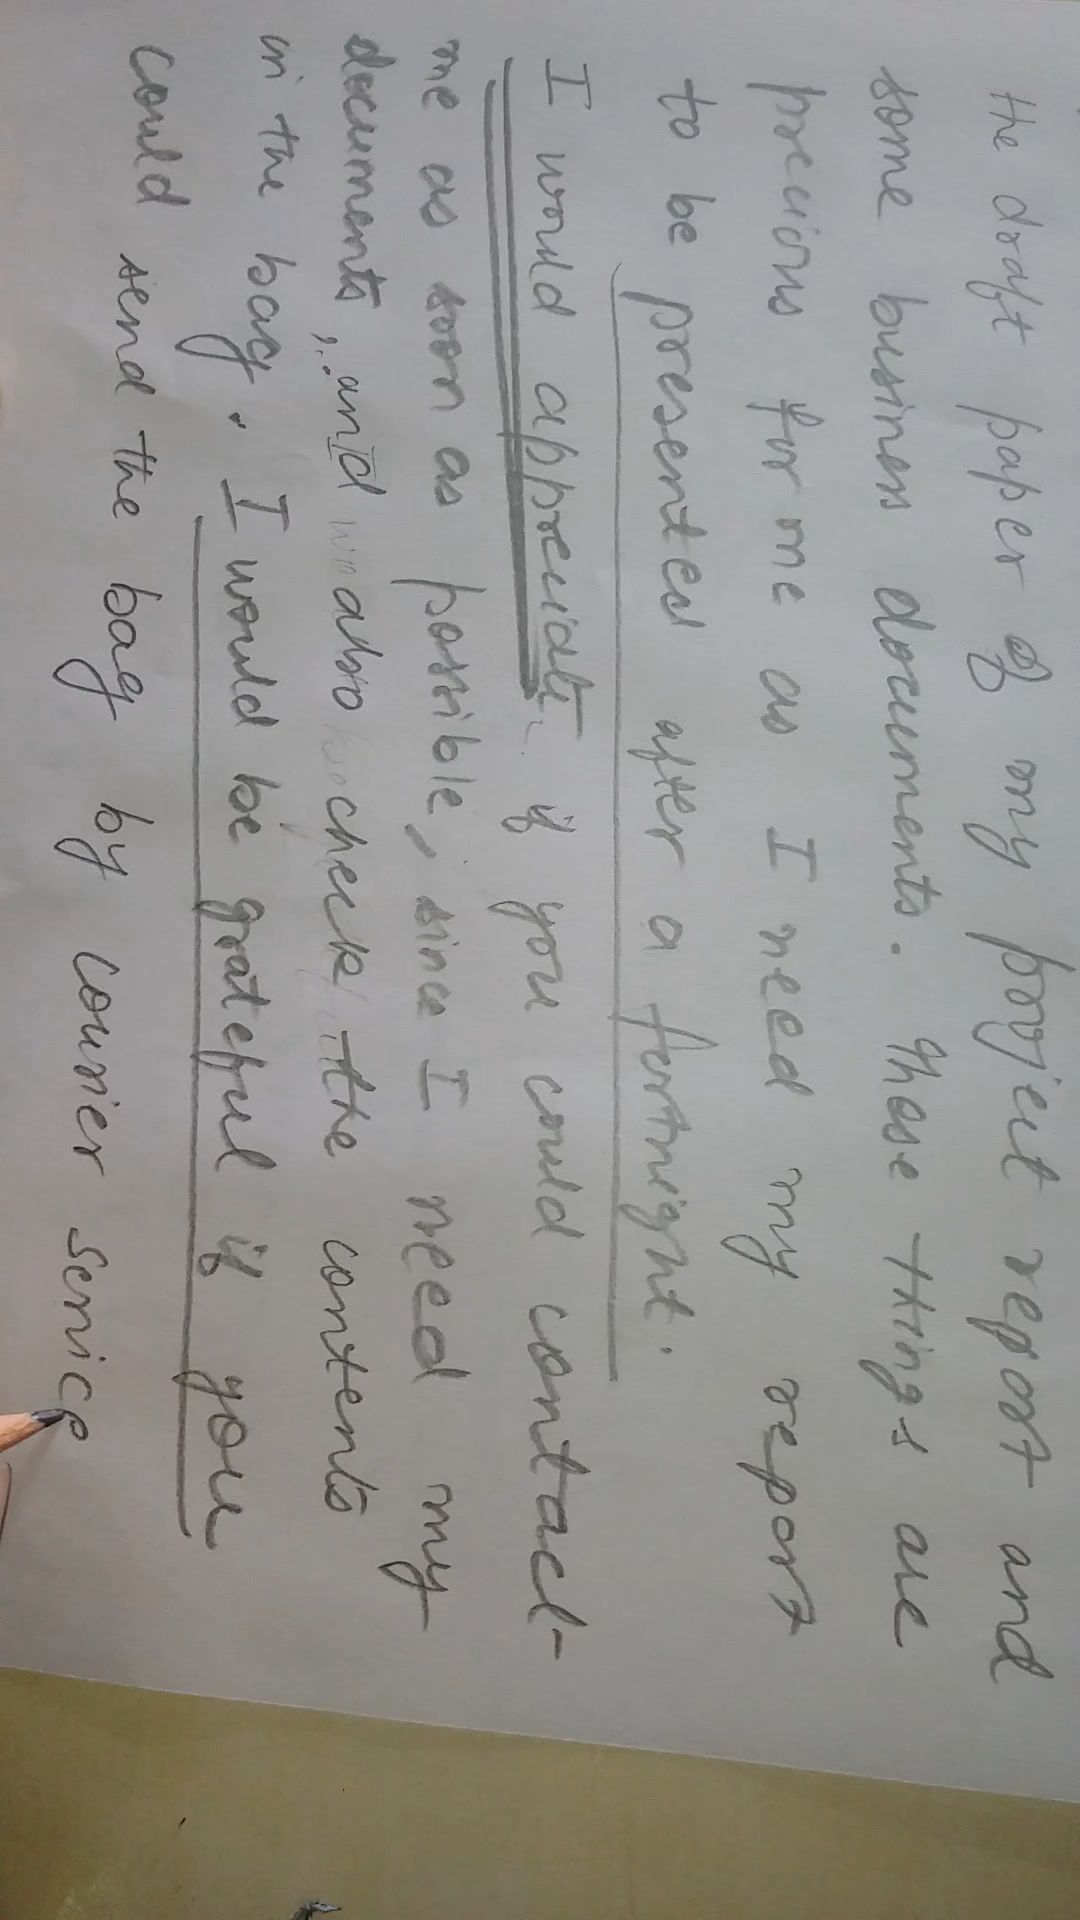 the draft paper of my project report and
some business documents. Those things are
precious for me as I need my report
to be presented after a fortnight.
I would appreciate if you could contact
me as soon as possible, since I need my
documents, and also check the contents
in the bag. I would be grateful if you
could send the bag by courier service